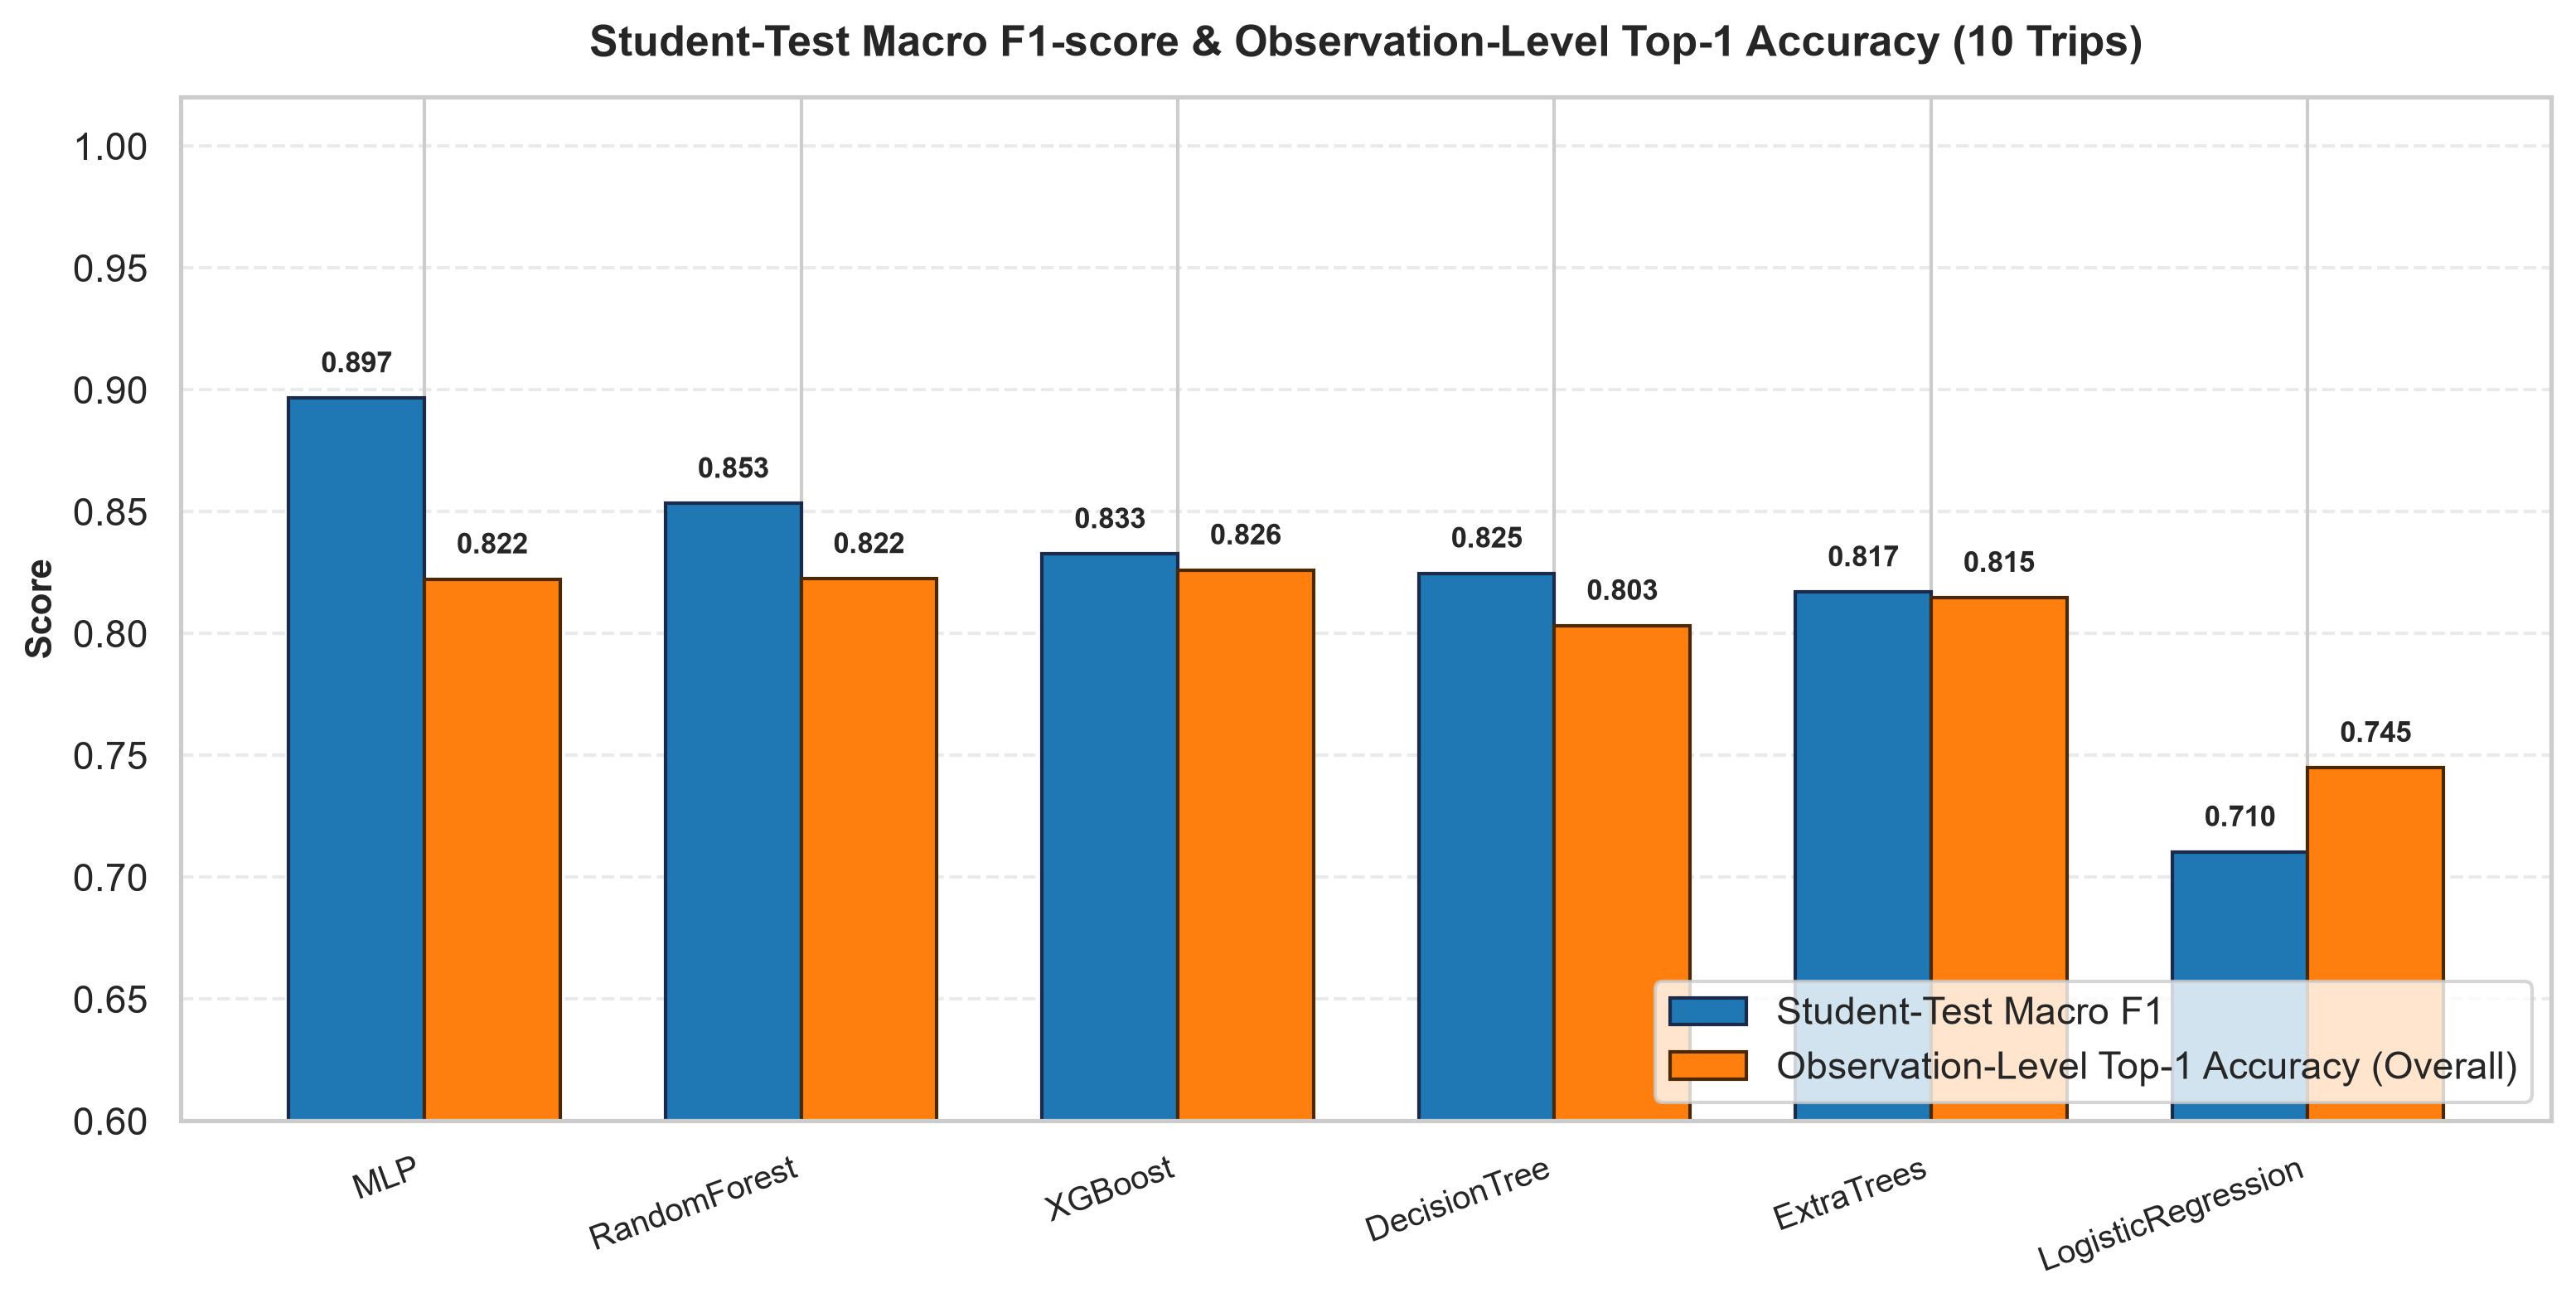 Student-Test Macro F1-score & Observation-Level Top-1 Accuracy (10 Trips)
Score
1.00
0.95
0.90
0.85
0.80
0.75
0.70
0.65
0.60
0.897
0.822
0.853
0.822
0.833
0.826
0.825
0.803
0.817
0.815
0.710
0.745
Student-Test Macro F1
Observation-Level Top-1 Accuracy (Overall)
MLP
RandomForest
XGBoost
DecisionTree
ExtraTrees
LogisticRegression